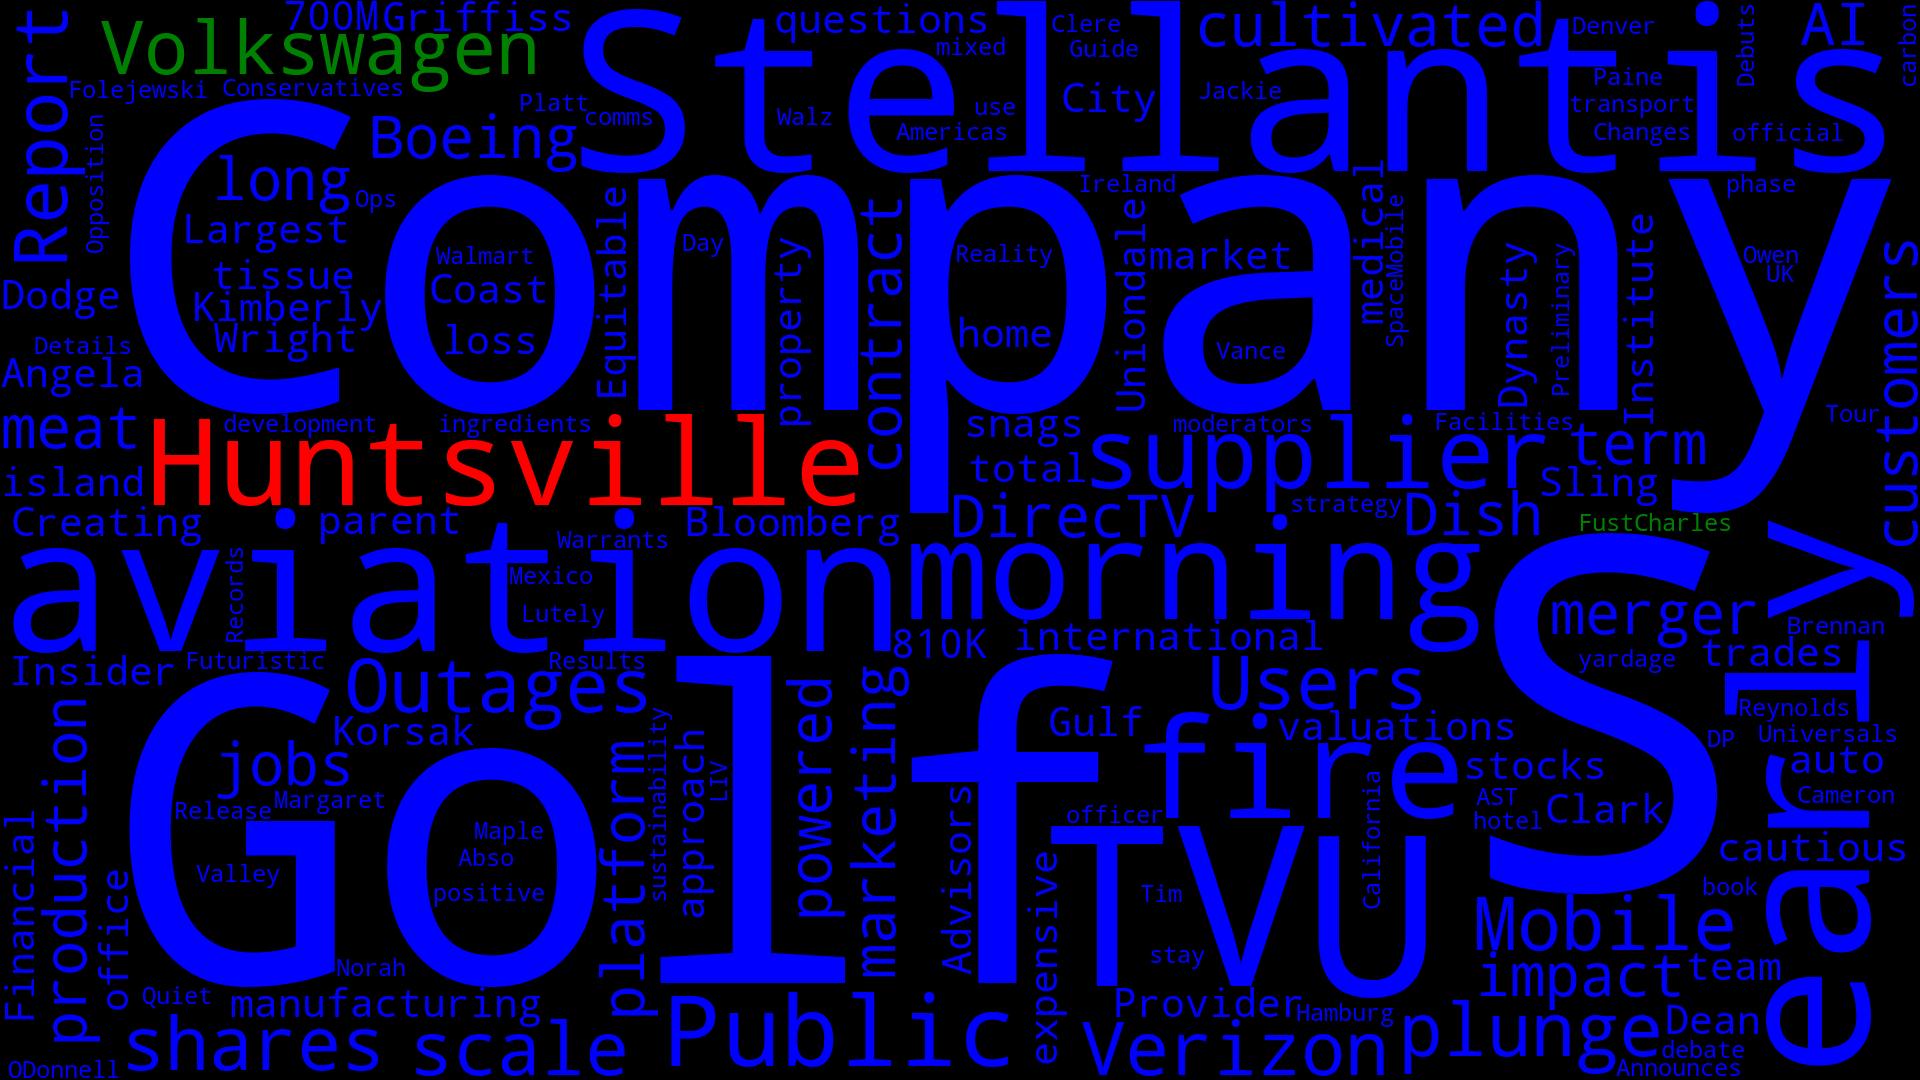 Report
Volkswagen
700M
Griffiss
Stellantis
questions
mixed
Clere
Guide
cultivated
Denver
Debuts
AI
carbon
Folejewski
Conservatives
Platt
comms
Boeing
Walz
use
Americas
City
Jackie
Paine
transport
Changes
official
Opposition
Company
long
Ops
Largest
tissue
Kimberly
Wright
Walmart
Coast
loss
Equitable
Day
property
contract
Reality
home
Ireland
Uniondale
market
Vance
medical
SpaceMobile
Dynasty
Preliminary
Institute
phase
Owen
UK
customers
Dodge
Details
Angela
meat
island
Huntsville
development
ingredients
snags
total
moderators
supplier
Facilities
term
Sling
Tour
Creating
parent
Bloomberg
DirecTV
strategy
Dish
FustCharles
aviation
Records
Warrants
Mexico
Lutely
morning
810K
international
S
merger
yardage
Brennan
trades
early
Insider
Futuristic
Results
Outages
Users
Golf
Korsak
jobs
Release
Margaret
Valley
Maple
Abso
positive
platform
sustainability
approach
LIV
powered
marketing
Gulf
fire
valuations
stocks
Reynolds
DP
Universals
auto
Cameron
AST
hotel
Clark
cautious
book
Financial
production
office
Advisors
expensive
officer
TVU
Tim
stay
California
Mobile
impact
team
Norah
Quiet
manufacturing
shares
scale
Public
Provider
Hamburg
Verizon
plunge
Dean
debate
Announces
ODonnell